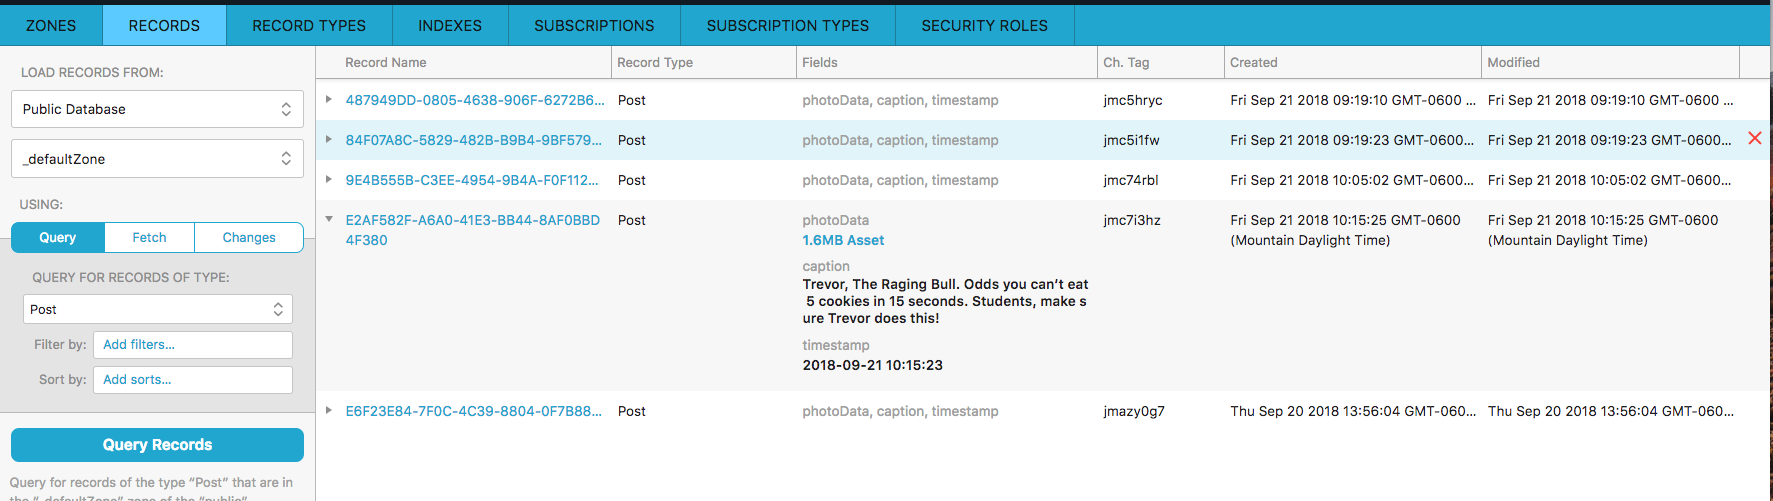 ZONES RECORDS RECORD TYPES INDEXES SUBSCRIPTIONS SUBSCRIPTION TYPES SECURITY ROLES
LOAD RECORDS FROM:
Public Database
_defaultZone
USING:
Query Fetch Changes
QUERY FOR RECORDS OF TYPE:
Post
Filter by: Add filters...
Sort by: Add sorts...
Query Records
Query for records of the type “Post” that are in
the “_defaultZone” zone of the “public”
Record Name Record Type Fields Ch. Tag Created Modified
487949DD-0805-4638-906F-6272B6... Post photoData, caption, timestamp jmc5hryc Fri Sep 21 2018 09:19:10 GMT-0600 ... Fri Sep 21 2018 09:19:10 GMT-0600 ...
84F07A8C-5829-482B-B9B4-9BF579... Post photoData, caption, timestamp jmc5i1fw Fri Sep 21 2018 09:19:23 GMT-0600... Fri Sep 21 2018 09:19:23 GMT-0600...
9E4B555B-C3EE-4954-9B4A-F0F112... Post photoData, caption, timestamp jmc74rbl Fri Sep 21 2018 10:05:02 GMT-0600... Fri Sep 21 2018 10:05:02 GMT-0600...
E2AF582F-A6A0-41E3-BB44-8AF0BBD Post photoData jmc7i3hz Fri Sep 21 2018 10:15:25 GMT-0600 Fri Sep 21 2018 10:15:25 GMT-0600
4F380 1.6MB Asset (Mountain Daylight Time) (Mountain Daylight Time)
caption
Trevor, The Raging Bull. Odds you can’t eat
5 cookies in 15 seconds. Students, make s
ure Trevor does this!
timestamp
2018-09-21 10:15:23
E6F23E84-7F0C-4C39-8804-0F7B88... Post photoData, caption, timestamp jmazy0g7 Thu Sep 20 2018 13:56:04 GMT-060... Thu Sep 20 2018 13:56:04 GMT-060...